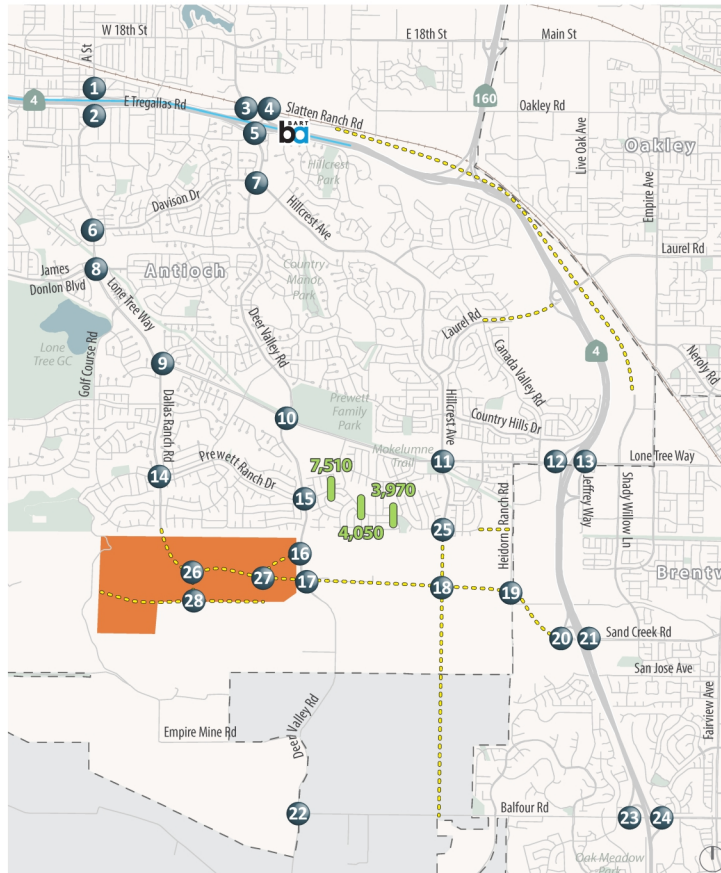 W 18th St
E 18th St
Main St
A St
160
1
4
E Tregallas Rd
3
4
Slatten Ranch Rd
Oakley Rd
2
5
BART
ba
Live Oak Ave
Oakley
Hillcrest
Park
Empire Ave
7
Davison Dr
Hillcrest Ave
6
Laurel Rd
8
James
Donlon Blvd
Antioch
Country
Manor
Park
Lone Tree Way
Laurel Rd
Lone
Tree GC
Golf Course Rd
Deer Valley Rd
Canada Valley Rd
4
Neroly Rd
9
Dallas Ranch Rd
Prewett
Family
Park
Hillcrest Ave
Country Hills Dr
10
Mokelumne
Trail
11
12
13
Lone Tree Way
Prewett Ranch Dr
7,510
3,970
4,050
14
15
Heidorn Ranch Rd
Jeffrey Way
Shady Willow Ln
25
16
26
27
17
18
19
Brentw
28
20
21
Sand Creek Rd
San Jose Ave
Fairview Ave
Empire Mine Rd
Deer Valley Rd
22
Balfour Rd
23
24
Oak Meadow
Park